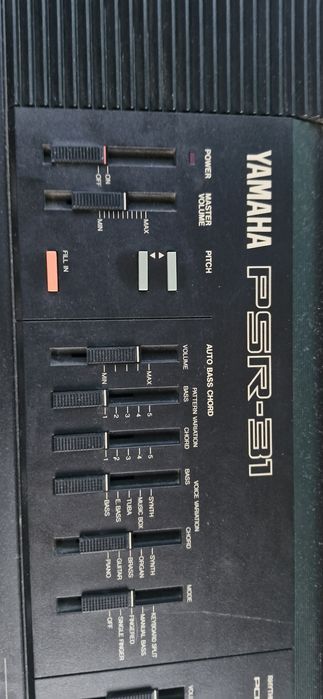 YAMAHA PSR-31
POWER
ON
OFF
MASTER
VOLUME
MAX
MIN
PITCH
FILL IN
AUTO BASS CHORD
VOLUME
MAX
MIN
PATTERN VARIATION
BASS
5
4
3
2
1
CHORD
5
4
3
2
1
VOICE VARIATION
BASS
SYNTH
MUSIC BOX
TUBA
E. BASS
BASS
CHORD
SYNTH
ORGAN
BRASS
GUITAR
PIANO
MODE
KEYBOARD SPLIT
MANUAL BASS
FINGERED
SINGLE FINGER
OFF